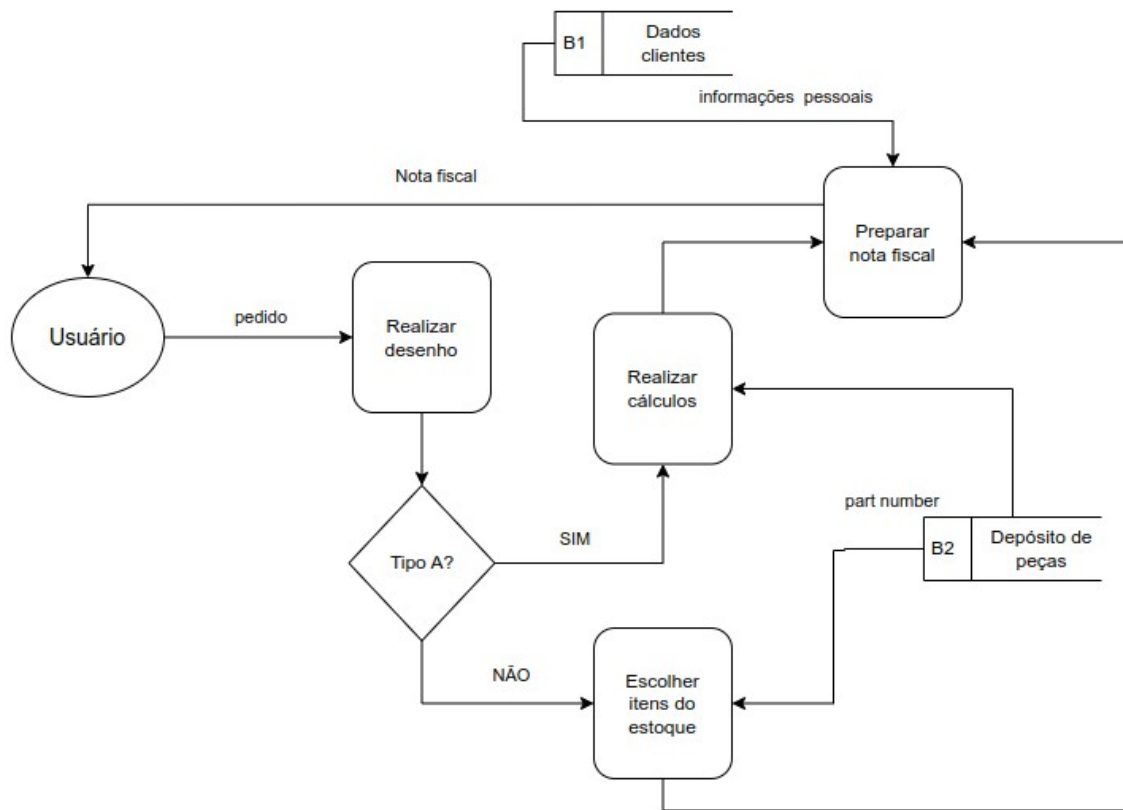 B1
Dados
clientes
informações pessoais
Nota fiscal
Preparar
nota fiscal
Usuário
pedido
Realizar
desenho
Realizar
cálculos
part number
B2
Depósito de
peças
Tipo A?
SIM
NÃO
Escolher
itens do
estoque